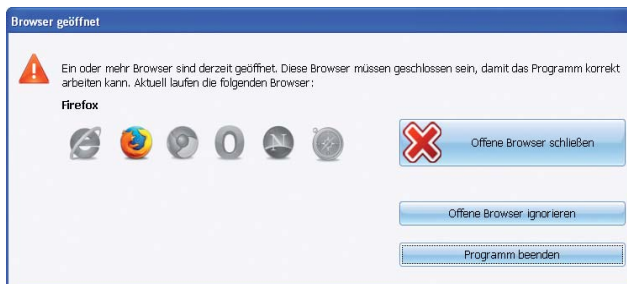 Browser geöffnet
Ein oder mehr Browser sind derzeit geöffnet. Diese Browser müssen geschlossen sein, damit das Programm korrekt
arbeiten kann. Aktuell laufen die folgenden Browser:
Firefox
Offene Browser schließen
Offene Browser ignorieren
Programm beenden